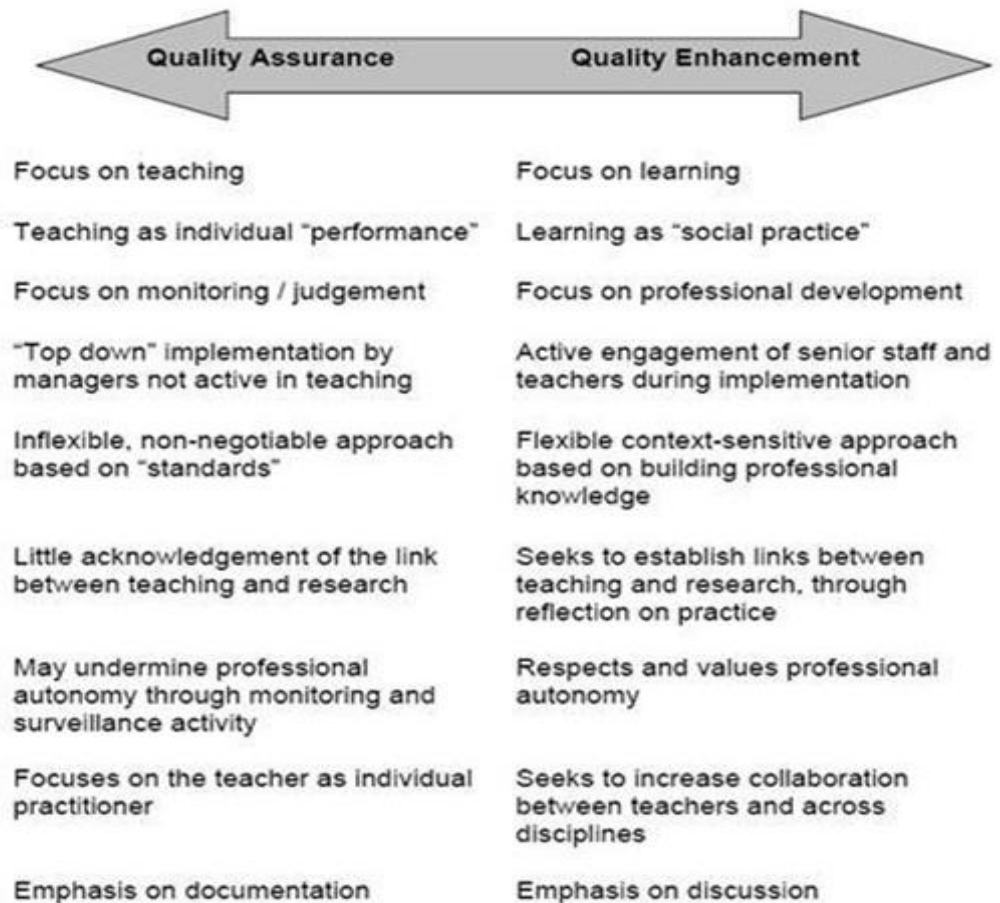 Quality Assurance
Quality Enhancement
Focus on teaching
Focus on learning
Teaching as individual "performance"
Learning as "social practice"
Focus on monitoring / judgement
Focus on professional development
"Top down" implementation by
managers not active in teaching
Active engagement of senior staff and
teachers during implementation
Inflexible, non-negotiable approach
based on "standards"
Flexible context-sensitive approach
based on building professional
knowledge
Little acknowledgement of the link
between teaching and research
Seeks to establish links between
teaching and research, through
reflection on practice
May undermine professional
autonomy through monitoring and
surveillance activity
Respects and values professional
autonomy
Focuses on the teacher as individual
practitioner
Seeks to increase collaboration
between teachers and across
disciplines
Emphasis on documentation
Emphasis on discussion